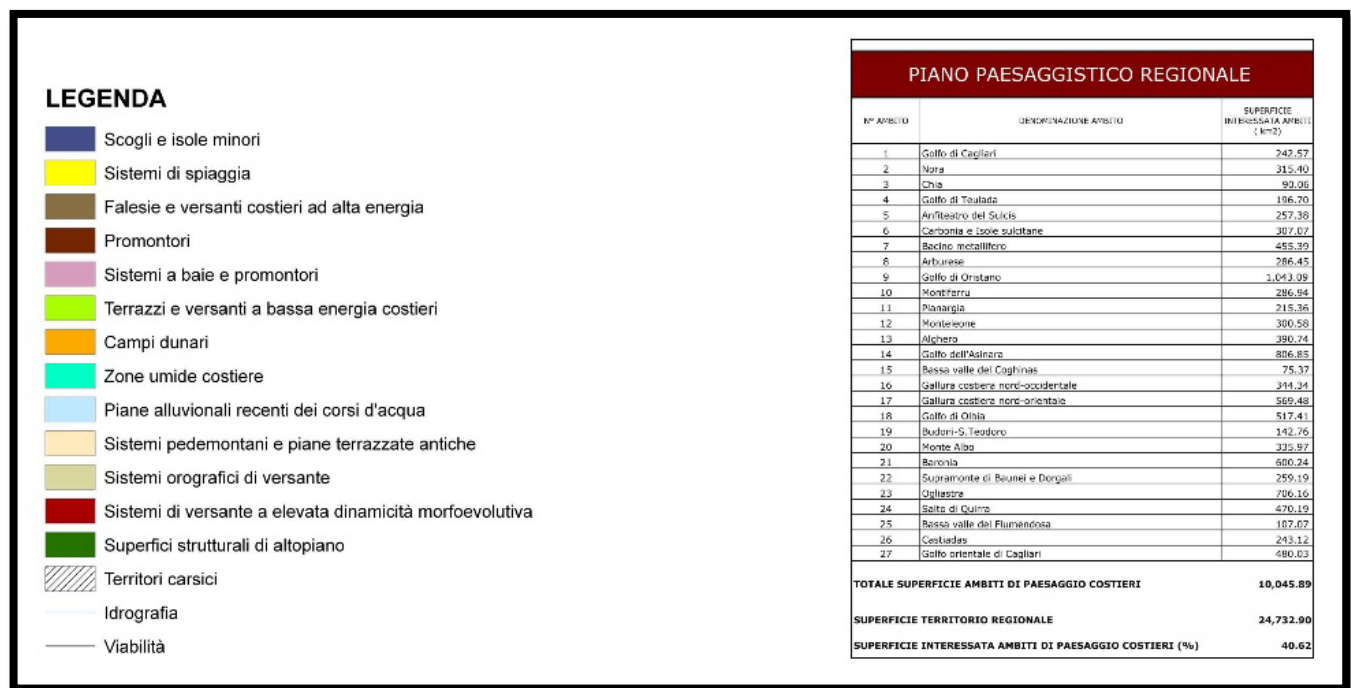 LEGENDA
Scogli e isole minori
Sistemi di spiaggia
Falesie e versanti costieri ad alta energia
Promontori
Sistemi a baie e promontori
Terrazzi e versanti a bassa energia costieri
Campi dunari
Zone umide costiere
Piane alluvionali recenti dei corsi d'acqua
Sistemi pedemontani e piane terrazzate antiche
Sistemi orografici di versante
Sistemi di versante a elevata dinamicità morfoevolutiva
Superfici strutturali di altopiano
Territori carsici
Idrografia
Viabilità
PIANO PAESAGGISTICO REGIONALE
N° AMBITO DENOMINAZIONE AMBITO SUPERFICIE INTERESSATA AMBITI (km2)
1 Golfo di Cagliari 242.57
2 Nora 315.40
3 Chia 90.06
4 Golfo di Teulada 196.70
5 Anfiteatro del Sulcis 257.38
6 Carbonia e Isole sulcitane 307.07
7 Bacino metallifero 455.39
8 Arburese 286.45
9 Golfo di Oristano 1,043.09
10 Montiferru 286.94
11 Planargia 215.36
12 Monteleone 300.58
13 Alghero 390.74
14 Golfo dell'Asinara 806.85
15 Bassa valle del Coghinas 75.37
16 Gallura costiera nord-occidentale 344.34
17 Gallura costiera nord-orientale 569.48
18 Golfo di Olbia 517.41
19 Budoni-S.Teodoro 142.76
20 Monte Albo 335.97
21 Baronia 600.24
22 Supramonte di Baunei e Dorgali 259.19
23 Ogliastra 706.16
24 Salto di Quirra 470.19
25 Bassa valle del Flumendosa 107.07
26 Castiadas 243.12
27 Golfo orientale di Cagliari 480.03
TOTALE SUPERFICIE AMBITI DI PAESAGGIO COSTIERI 10,045.89
SUPERFICIE TERRITORIO REGIONALE 24,732.90
SUPERFICIE INTERESSATA AMBITI DI PAESAGGIO COSTIERI (%) 40.62